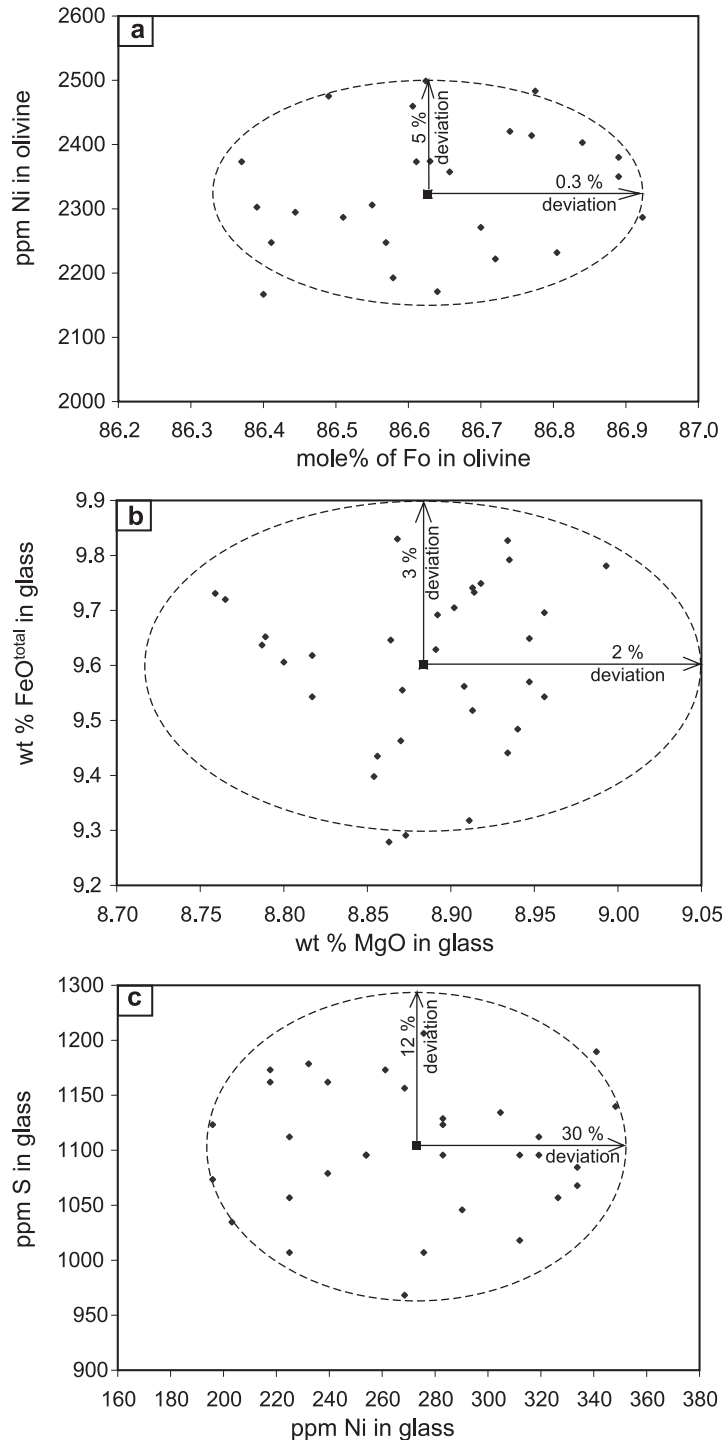 a
2600
2500
2400
2300
2200
2100
2000
ppm Ni in olivine
5 %
deviation
0.3 %
deviation
86.2 86.3 86.4 86.5 86.6 86.7 86.8 86.9 87.0
mole% of Fo in olivine
b
9.9
9.8
9.7
9.6
9.5
9.4
9.3
9.2
wt % FeOᵗᵒᵗᵃˡ in glass
3 %
deviation
2 %
deviation
8.70 8.75 8.80 8.85 8.90 8.95 9.00 9.05
wt % MgO in glass
c
1300
1250
1200
1150
1100
1050
1000
950
900
ppm S in glass
12 %
deviation
30 %
deviation
160 200 220 240 260 280 300 320 340 360 380
ppm Ni in glass